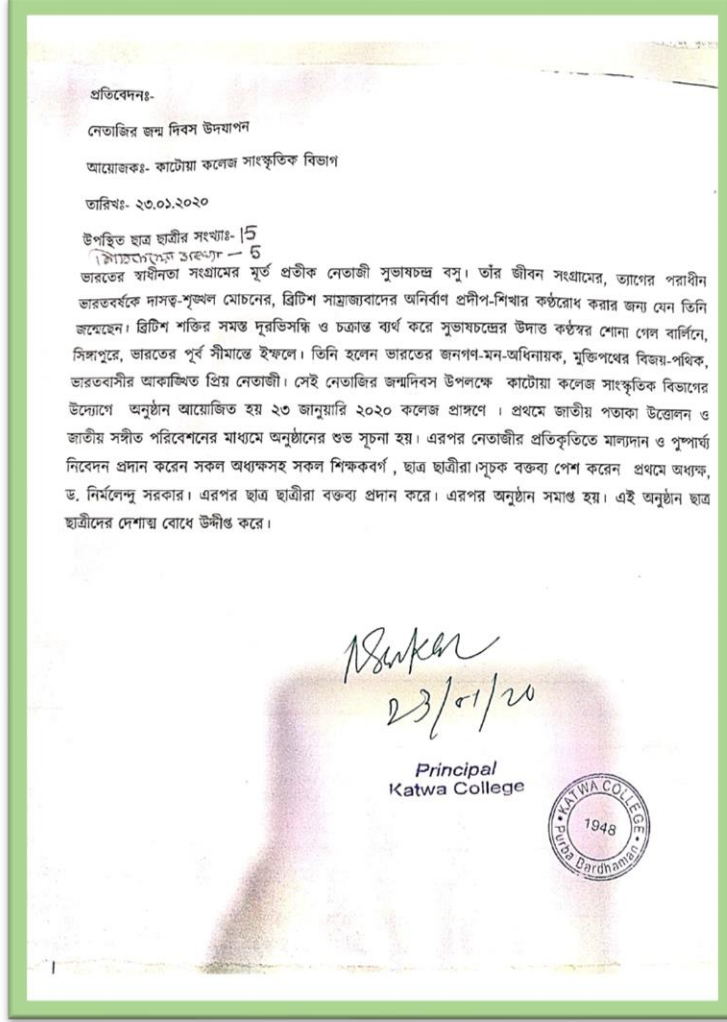 প্রতিবেদনঃ-
নেতাজির জন্ম দিবস উদযাপন
আয়োজকঃ- কাটোয়া কলেজ সাংস্কৃতিক বিভাগ
তারিখঃ- ২৩.০১.২০২০
উপস্থিত ছাত্র ছাত্রীর সংখ্যাঃ- 15
সংখ্যা — 5
ভারতের স্বাধীনতা সংগ্রামের মূর্ত প্রতীক নেতাজী সুভাষচন্দ্র বসু। তাঁর জীবন সংগ্রামের, ত্যাগের পরাধীন
ভারতবর্ষকে দাসত্ব-শৃঙ্খল মোচনের, ব্রিটিশ সাম্রাজ্যবাদের অনির্বাণ প্রদীপ-শিখার কণ্ঠরোধ করার জন্য যেন তিনি
জন্মেছেন। ব্রিটিশ শক্তির সমস্ত দূরভিসন্ধি ও চক্রান্ত ব্যর্থ করে সুভাষচন্দ্রের উদাত্ত কণ্ঠস্বর শোনা গেল বার্লিনে,
সিঙ্গাপুরে, ভারতের পূর্ব সীমান্তে ইম্ফলে। তিনি হলেন ভারতের জনগণ-মন-অধিনায়ক, মুক্তিপথের বিজয়-পথিক,
ভারতবাসীর আকাঙ্খিত প্রিয় নেতাজী। সেই নেতাজির জন্মদিবস উপলক্ষে কাটোয়া কলেজ সাংস্কৃতিক বিভাগের
উদ্যোগে অনুষ্ঠান আয়োজিত হয় ২৩ জানুয়ারি ২০২০ কলেজ প্রাঙ্গণে । প্রথমে জাতীয় পতাকা উত্তোলন ও
জাতীয় সঙ্গীত পরিবেশনের মাধ্যমে অনুষ্ঠানের শুভ সূচনা হয়। এরপর নেতাজীর প্রতিকৃতিতে মাল্যদান ও পুষ্পার্ঘ্য
নিবেদন প্রদান করেন সকল অধ্যক্ষসহ সকল শিক্ষকবর্গ , ছাত্র ছাত্রীরা।সূচক বক্তব্য পেশ করেন প্রথমে অধ্যক্ষ,
ড. নির্মলেন্দু সরকার। এরপর ছাত্র ছাত্রীরা বক্তব্য প্রদান করে। এরপর অনুষ্ঠান সমাপ্ত হয়। এই অনুষ্ঠান ছাত্র
ছাত্রীদের দেশাত্ম বোধে উদ্দীপ্ত করে।
NSarkar
23/01/20
Principal
Katwa College
KATWA COLLEGE
1948
Purba Bardhaman